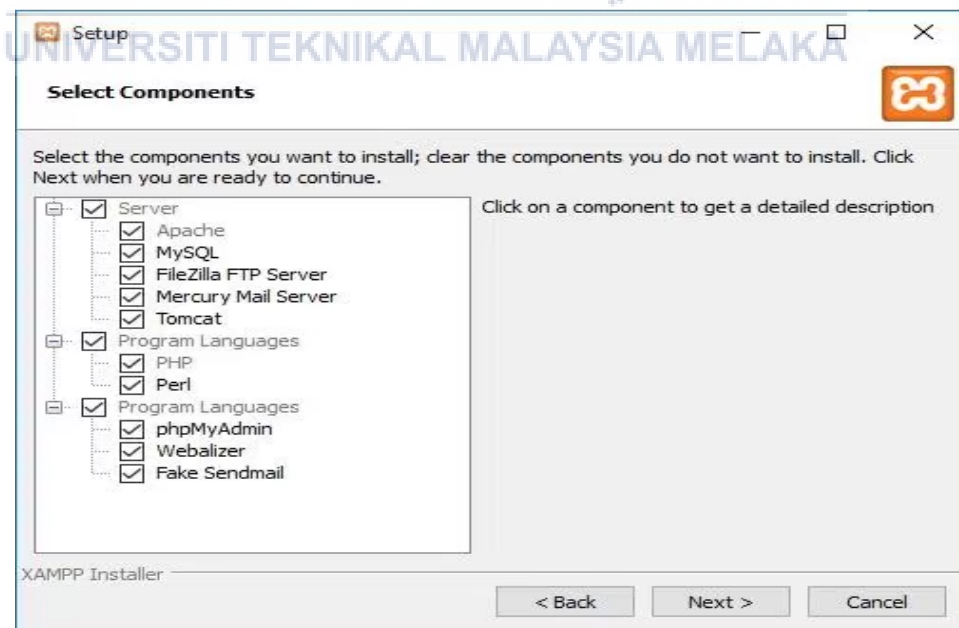 Setup
UNIVERSITI TEKNIKAL MALAYSIA MELAKA
Select Components
Select the components you want to install; clear the components you do not want to install. Click
Next when you are ready to continue.
Server
Apache
MySQL
FileZilla FTP Server
Mercury Mail Server
Tomcat
Program Languages
PHP
Perl
Program Languages
phpMyAdmin
Webalizer
Fake Sendmail
Click on a component to get a detailed description
XAMPP Installer
< Back
Next >
Cancel